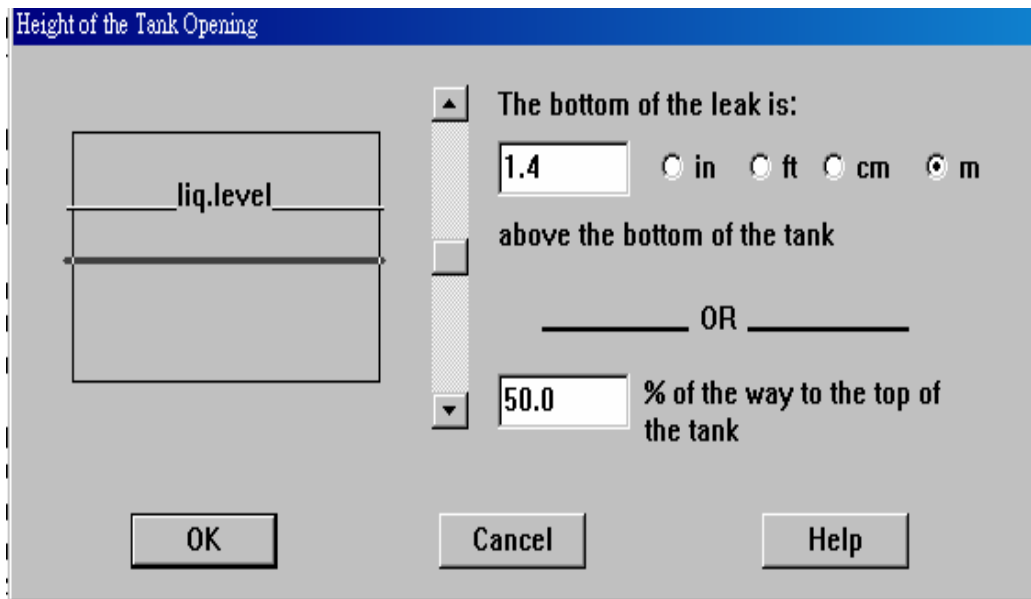 Height of the Tank Opening
liq.level
The bottom of the leak is:
1.4 in ft cm m
above the bottom of the tank
OR
50.0 % of the way to the top of
the tank
OK Cancel Help